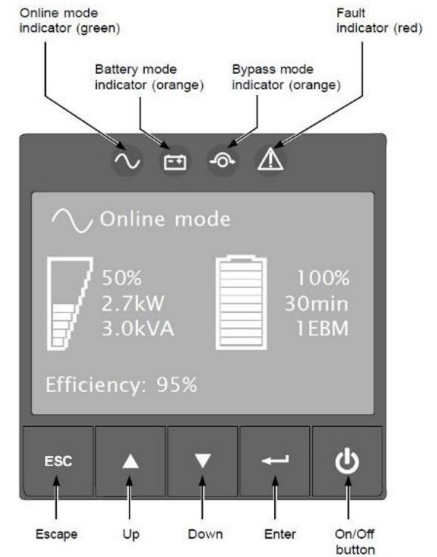 Online mode
indicator (green)
Fault
indicator (red)
Battery mode
indicator (orange)
Bypass mode
indicator (orange)
Online mode
50%
2.7kW
3.0kVA
100%
30min
1EBM
Efficiency: 95%
ESC
Escape
Up
Down
Enter
On/Off
button